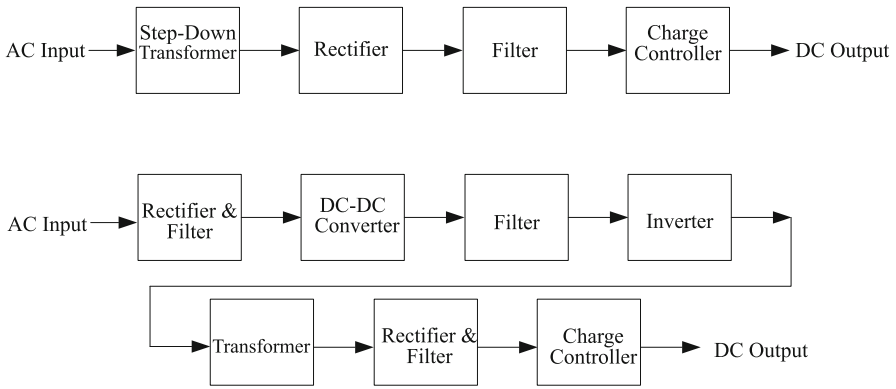 AC Input
Step-Down
Transformer
Rectifier
Filter
Charge
Controller
DC Output
AC Input
Rectifier &
Filter
DC-DC
Converter
Filter
Inverter
Transformer
Rectifier &
Filter
Charge
Controller
DC Output